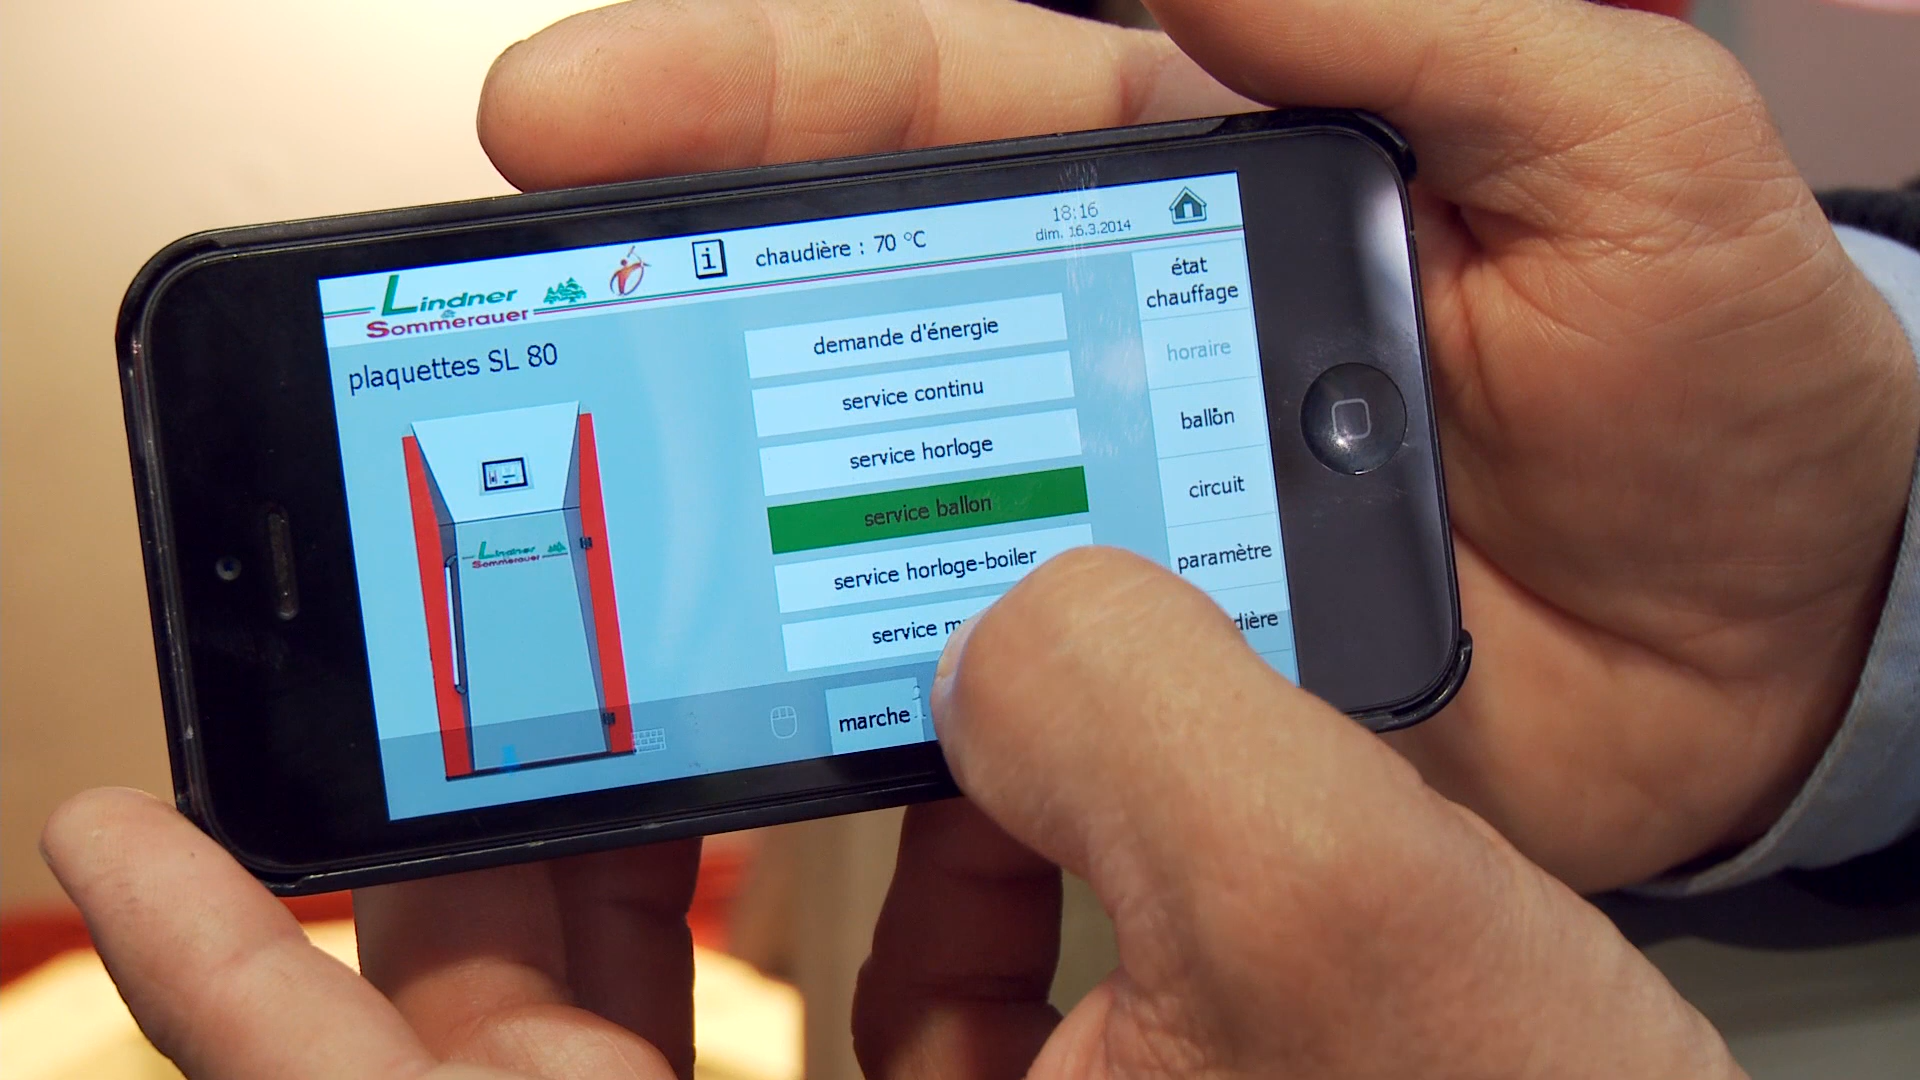 Lindner
&
Sommerauer
i
chaudière : 70 °C
18:16
dim. 16.3.2014
plaquettes SL 80
Lindner
Sommerauer
demande d'énergie
service continu
service horloge
service ballon
service horloge-boiler
service
marche
état
chauffage
horaire
ballon
circuit
paramètre